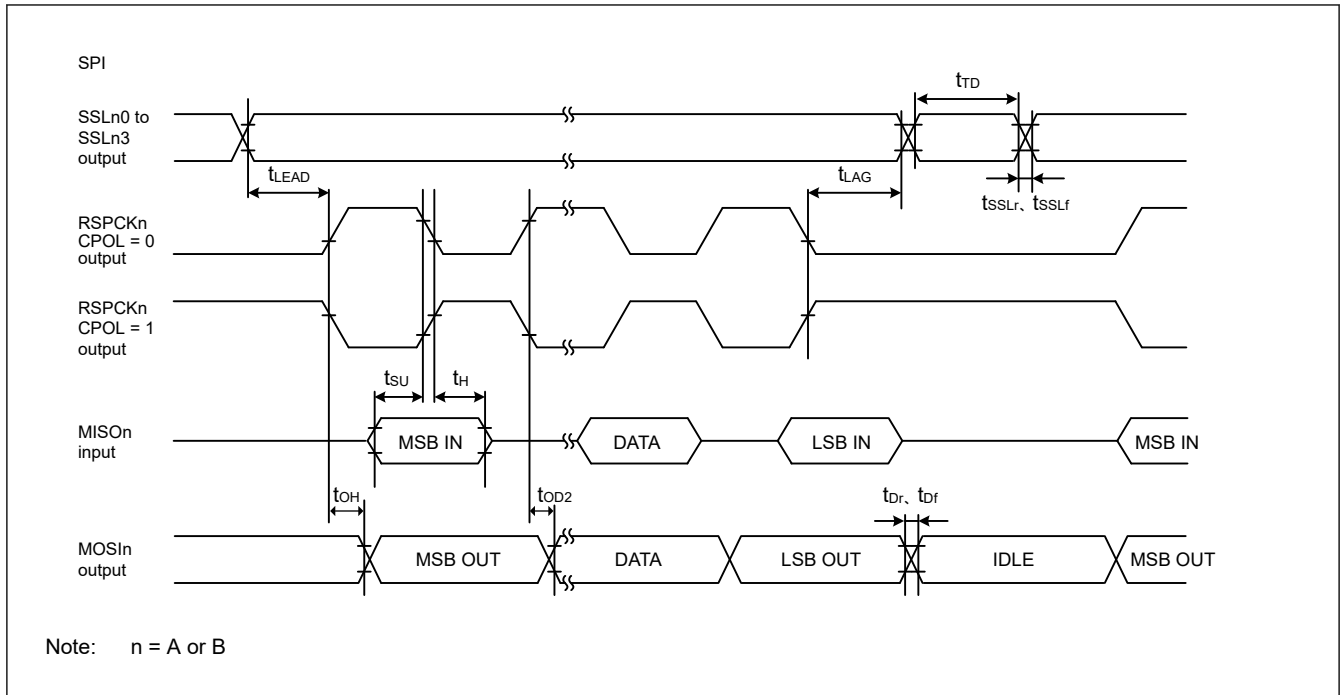 SPI
tTD
SSLn0 to
SSLn3
output
tLEAD
tLAG
tSSLr、tSSLf
RSPCKn
CPOL = 0
output
RSPCKn
CPOL = 1
output
tSU
tH
MISOn
input
MSB IN
DATA
LSB IN
MSB IN
tOH
tOD2
tDr、tDf
MOSIn
output
MSB OUT
DATA
LSB OUT
IDLE
MSB OUT
Note: n = A or B